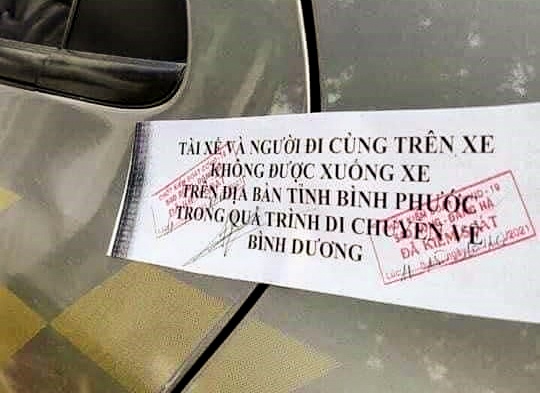 TÀI XẾ VÀ NGƯỜI ĐI CÙNG TRÊN XE
KHÔNG ĐƯỢC XUỐNG XE
TRÊN ĐỊA BÀN TỈNH BÌNH PHƯỚC
TRONG QUÁ TRÌNH DI CHUYỂN VỀ
BÌNH DƯƠNG
ĐÃ KIỂM SOÁT